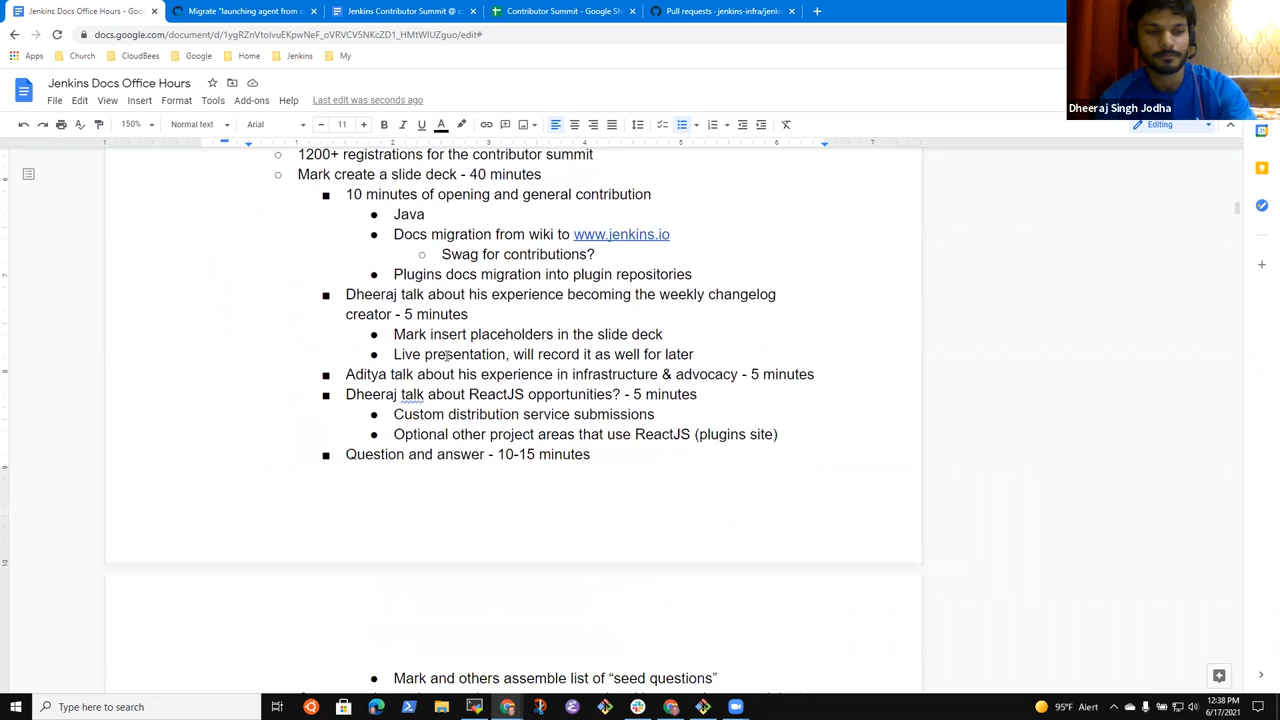 Jenkins Docs Office Hours - Goo
Migrate "launching agent from c
Jenkins Contributor Summit @ c
Contributor Summit - Google Sh
Pull requests · jenkins-infra/jenki
docs.google.com/document/d/1ygRZnVtoIvuEKpwNeF_oVRVCV5NKcZD1_HMtWIUZguo/edit#
Apps
Church
CloudBees
Google
Home
Jenkins
My
Jenkins Docs Office Hours
File Edit View Insert Format Tools Add-ons Help Last edit was seconds ago
Dheeraj Singh Jodha
150% Normal text Arial 11 B I U A Editing
1200+ registrations for the contributor summit
Mark create a slide deck - 40 minutes
10 minutes of opening and general contribution
Java
Docs migration from wiki to www.jenkins.io
Swag for contributions?
Plugins docs migration into plugin repositories
Dheeraj talk about his experience becoming the weekly changelog
creator - 5 minutes
Mark insert placeholders in the slide deck
Live presentation, will record it as well for later
Aditya talk about his experience in infrastructure & advocacy - 5 minutes
Dheeraj talk about ReactJS opportunities? - 5 minutes
Custom distribution service submissions
Optional other project areas that use ReactJS (plugins site)
Question and answer - 10-15 minutes
Mark and others assemble list of “seed questions”
Type here to search
95°F Alert
12:38 PM
6/17/2021